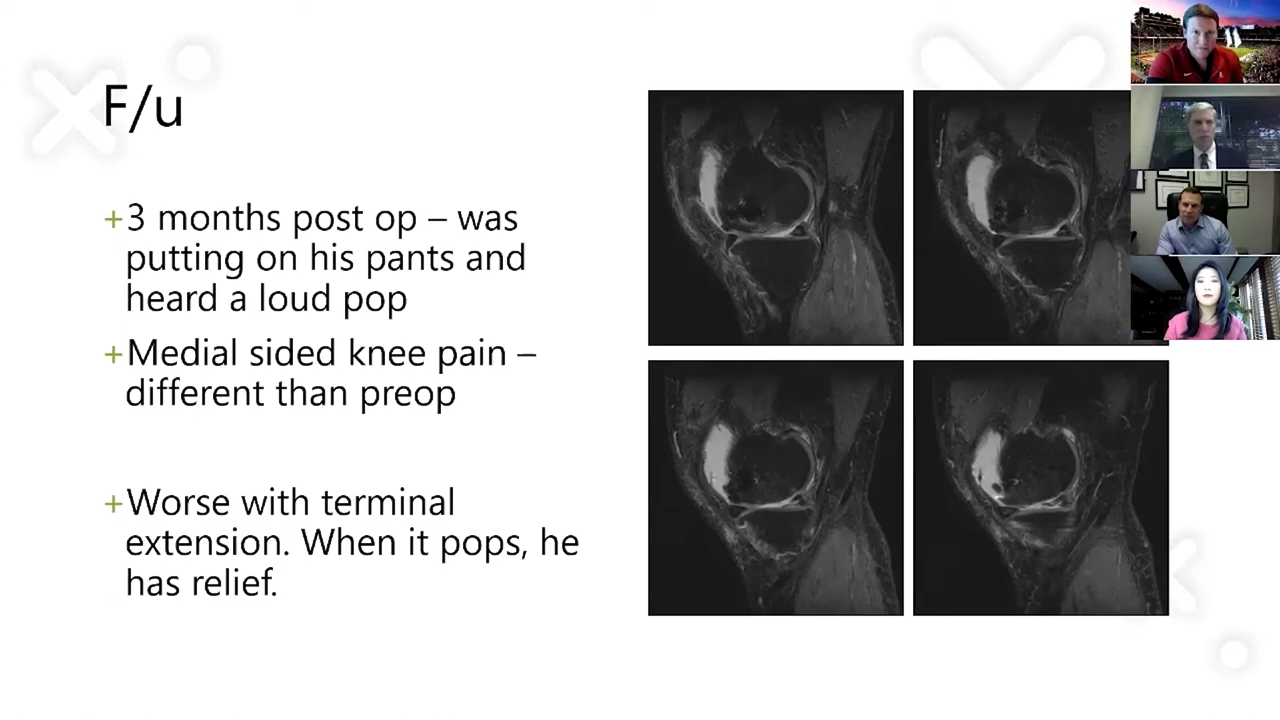 F/u
+3 months post op – was
putting on his pants and
heard a loud pop
+Medial sided knee pain –
different than preop
+Worse with terminal
extension. When it pops, he
has relief.